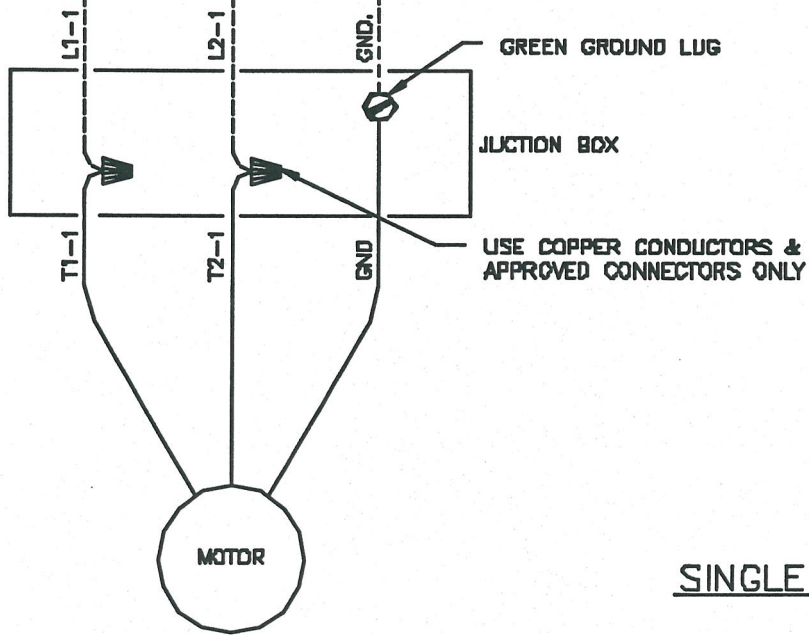 L1-1
L2-1
GND.
GREEN GROUND LUG
JUCTION BOX
T1-1
T2-1
GND
USE COPPER CONDUCTORS &
APPROVED CONNECTORS ONLY
MOTOR
SINGLE